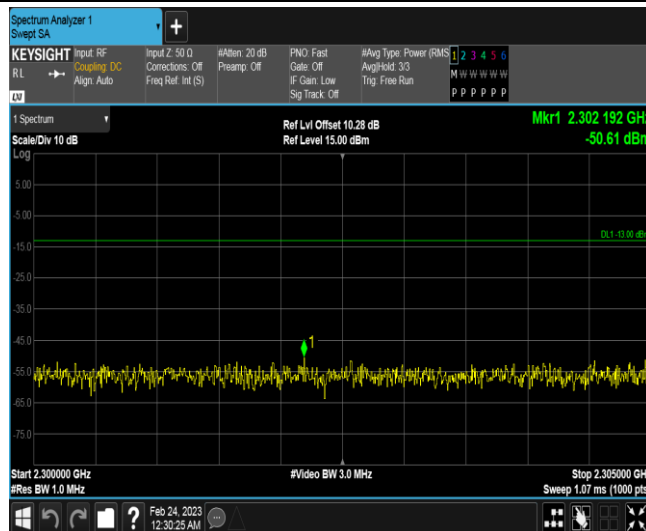 Spectrum Analyzer 1
Swept SA
+
KEYSIGHT
RL
Input: RF
Coupling: DC
Align: Auto
Input Z: 50 Ω
Corrections: Off
Freq Ref: Int (S)
#Atten: 20 dB
Preamp: Off
PNO: Fast
Gate: Off
IF Gain: Low
Sig Track: Off
#Avg Type: Power (RMS
Avg|Hold: 3/3
Trig: Free Run
1 2 3 4 5 6
M W W W W W
P P P P P P
1 Spectrum
Scale/Div 10 dB
Ref Lvl Offset 10.28 dB
Ref Level 15.00 dBm
Mkr1 2.302 192 GHz
-50.61 dBm
Log
5.00
-5.00
-15.0
-25.0
-35.0
-45.0
-55.0
-65.0
-75.0
DL1 -13.00 dBm
1
Start 2.300000 GHz
#Res BW 1.0 MHz
#Video BW 3.0 MHz
Stop 2.305000 GHz
Sweep 1.07 ms (1000 pts
?
Feb 24, 2023
12:30:25 AM